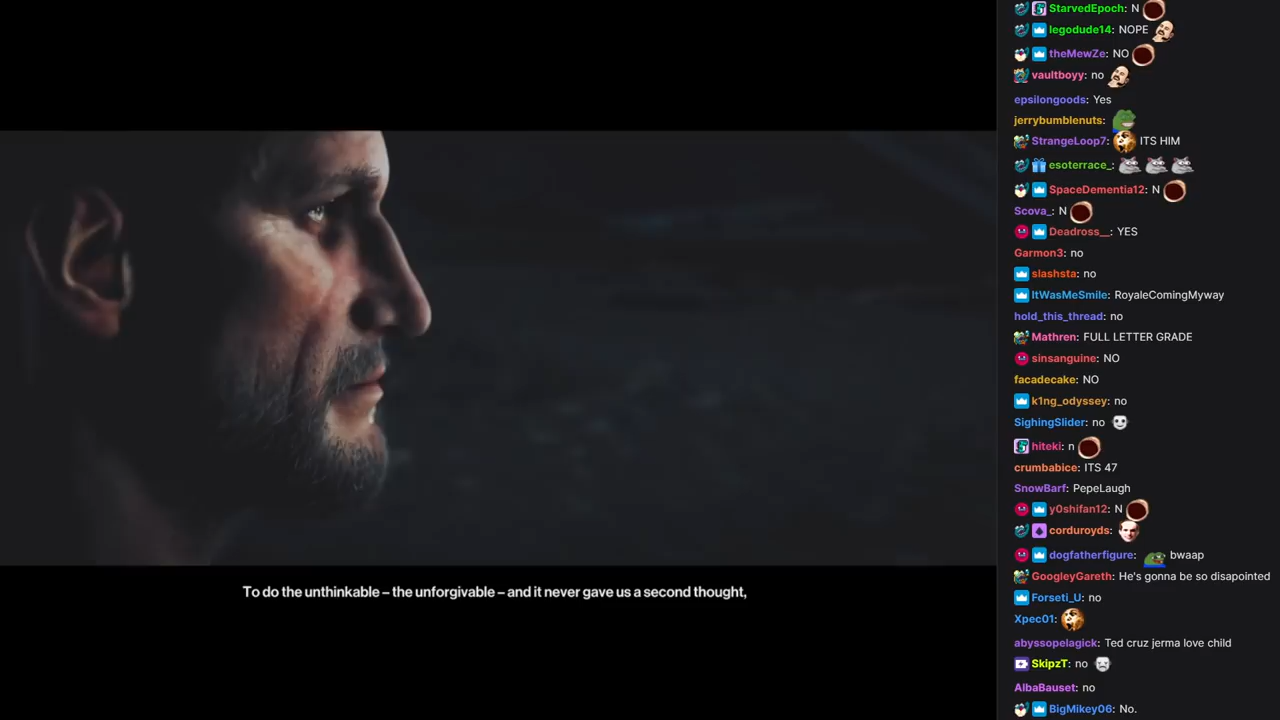 To do the unthinkable – the unforgivable – and it never gave us a second thought,
StarvedEpoch: N
legodude14: NOPE
theMewZe: NO
vaultboyy: no
epsilongoods: Yes
jerrybumblenuts:
StrangeLoop7: ITS HIM
esoterrace_:
SpaceDementia12: N
Scova_: N
Deadross__: YES
Garmon3: no
slashsta: no
ItWasMeSmile: RoyaleComingMyway
hold_this_thread: no
Mathren: FULL LETTER GRADE
sinsanguine: NO
facadecake: NO
k1ng_odyssey: no
SighingSlider: no
hiteki: n
crumbabice: ITS 47
SnowBarf: PepeLaugh
y0shifan12: N
corduroyds:
dogfatherfigure: bwaap
GoogleyGareth: He's gonna be so disapointed
Forseti_U: no
Xpec01:
abyssopelagick: Ted cruz jerma love child
SkipzT: no
AlbaBauset: no
BigMikey06: No.